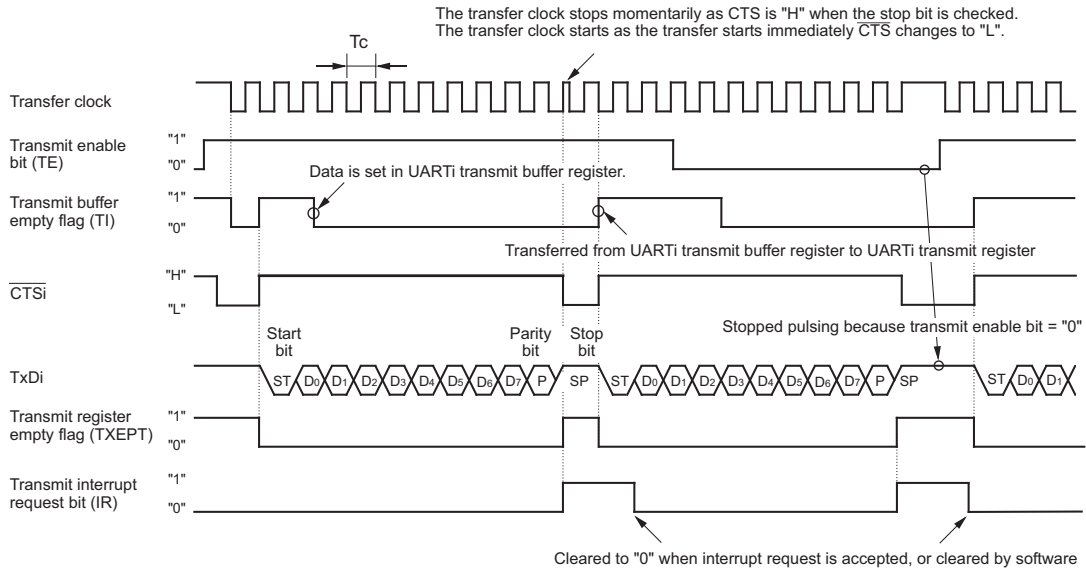 The transfer clock stops momentarily as CTS is "H" when the stop bit is checked.
The transfer clock starts as the transfer starts immediately CTS changes to "L".
Tc
Transfer clock
Transmit enable
bit (TE)
"1"
"0"
Data is set in UARTi transmit buffer register.
Transmit buffer
empty flag (TI)
"1"
"0"
Transferred from UARTi transmit buffer register to UARTi transmit register
CTSi
"H"
"L"
Stopped pulsing because transmit enable bit = "0"
Start
bit
Parity
bit
Stop
bit
TxDi
ST D0 D1 D2 D3 D4 D5 D6 D7 P SP ST D0 D1 D2 D3 D4 D5 D6 D7 P SP ST D0 D1
Transmit register
empty flag (TXEPT)
"1"
"0"
Transmit interrupt
request bit (IR)
"1"
"0"
Cleared to "0" when interrupt request is accepted, or cleared by software